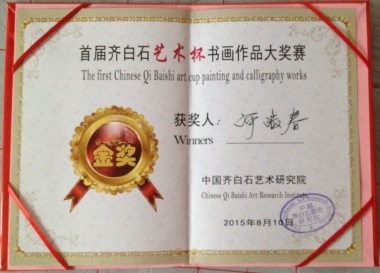 首届齐白石艺术杯书画作品大奖赛
The first Chinese Qi Baishi art cup painting and calligraphy works
获奖人：
Winners
金奖
中国齐白石艺术研究院
Chinese Qi Baishi Art Research Institute
2015年8月10日